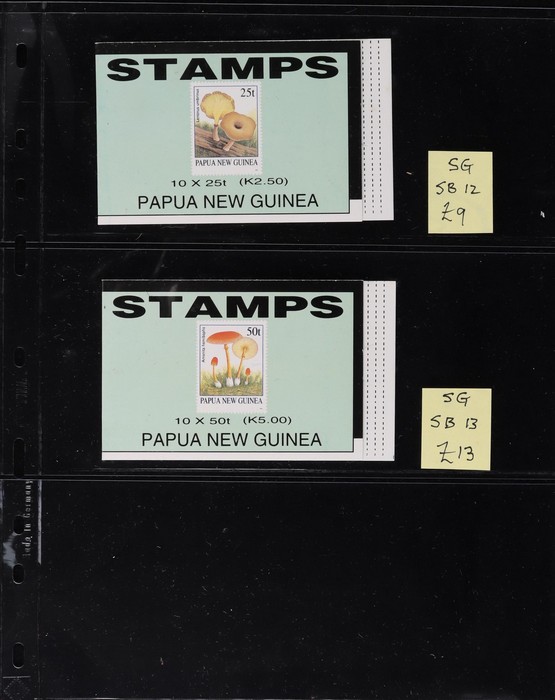 STAMPS
25t
PAPUA NEW GUINEA
10 X 25t (K2.50)
PAPUA NEW GUINEA
SG
SB 12
£9
STAMPS
50t
PAPUA NEW GUINEA
10 X 50t (K5.00)
PAPUA NEW GUINEA
SG
SB 13
£13